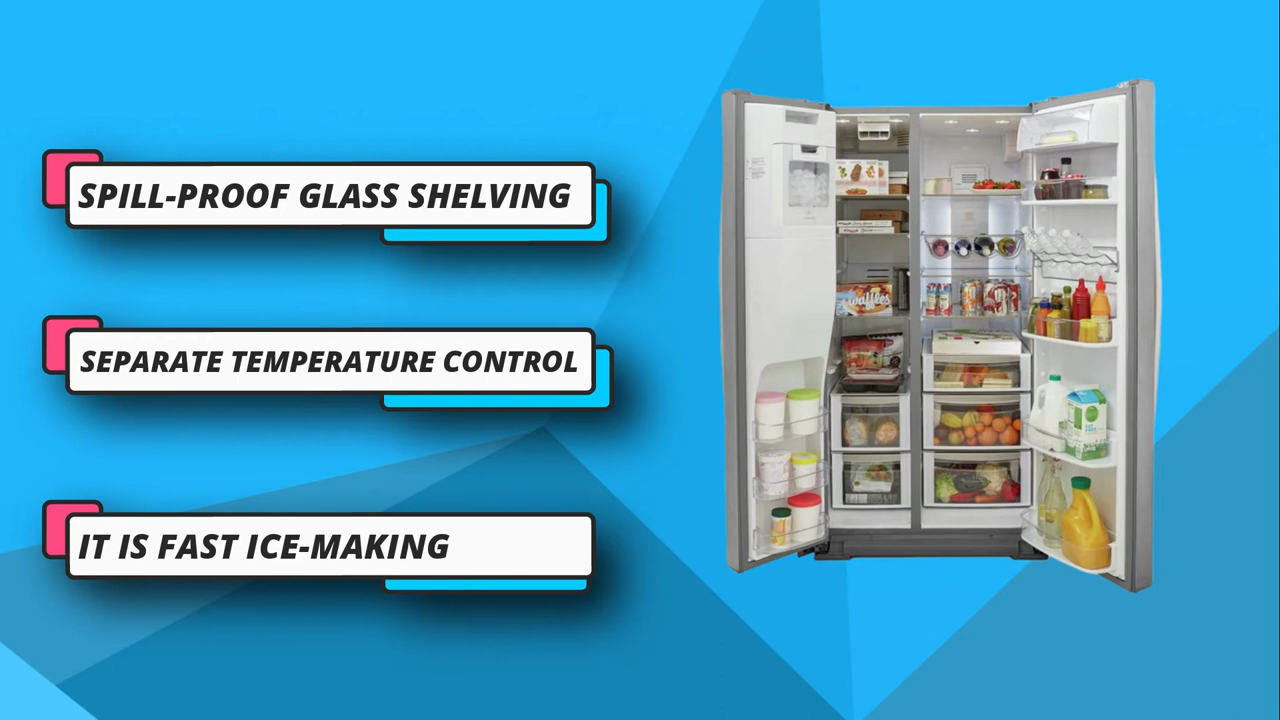 SPILL-PROOF GLASS SHELVING
SEPARATE TEMPERATURE CONTROL
IT IS FAST ICE-MAKING
waffles